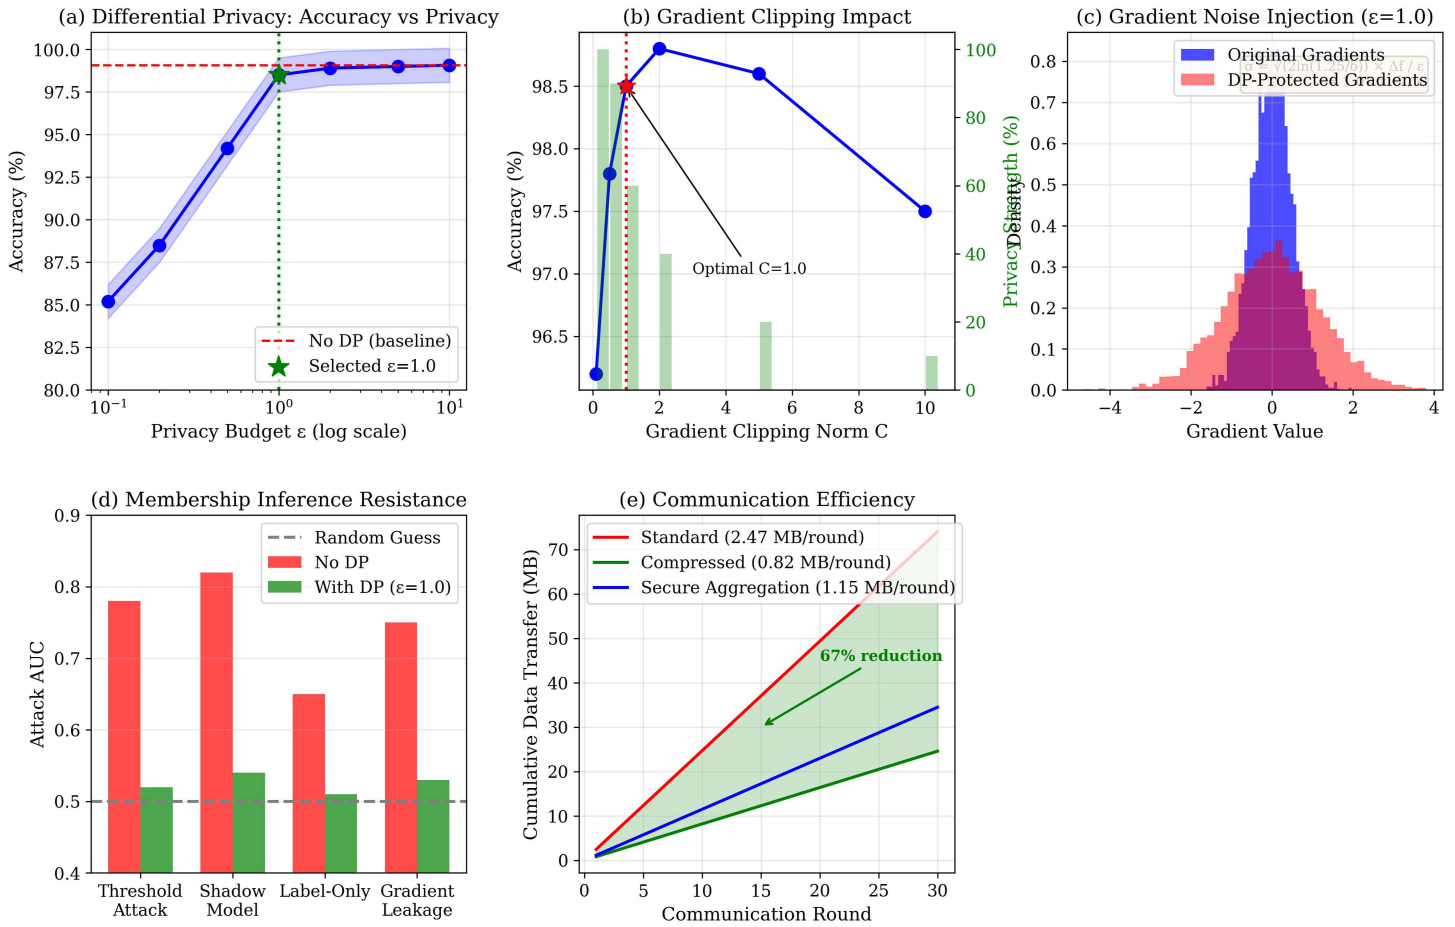 (a) Differential Privacy: Accuracy vs Privacy
Accuracy (%)
100.0
97.5
95.0
92.5
90.0
87.5
85.0
82.5
80.0
No DP (baseline)
Selected ε=1.0
10⁻¹
10⁰
10¹
Privacy Budget ε (log scale)
(b) Gradient Clipping Impact
Accuracy (%)
98.5
98.0
97.5
97.0
96.5
Optimal C=1.0
0
2
4
6
8
10
Gradient Clipping Norm C
100
80
60
40
20
0
Privacy Strength (%)
(c) Gradient Noise Injection (ε=1.0)
Density
0.8
0.7
0.6
0.5
0.4
0.3
0.2
0.1
0.0
Original Gradients
DP-Protected Gradients
σ = √(2ln(1.25/δ)) × Δf / ε
−4
−2
0
2
4
Gradient Value
(d) Membership Inference Resistance
Attack AUC
0.9
0.8
0.7
0.6
0.5
0.4
Random Guess
No DP
With DP (ε=1.0)
Threshold
Attack
Shadow
Model
Label-Only
Gradient
Leakage
(e) Communication Efficiency
Cumulative Data Transfer (MB)
70
60
50
40
30
20
10
0
Standard (2.47 MB/round)
Compressed (0.82 MB/round)
Secure Aggregation (1.15 MB/round)
67% reduction
0
5
10
15
20
25
30
Communication Round